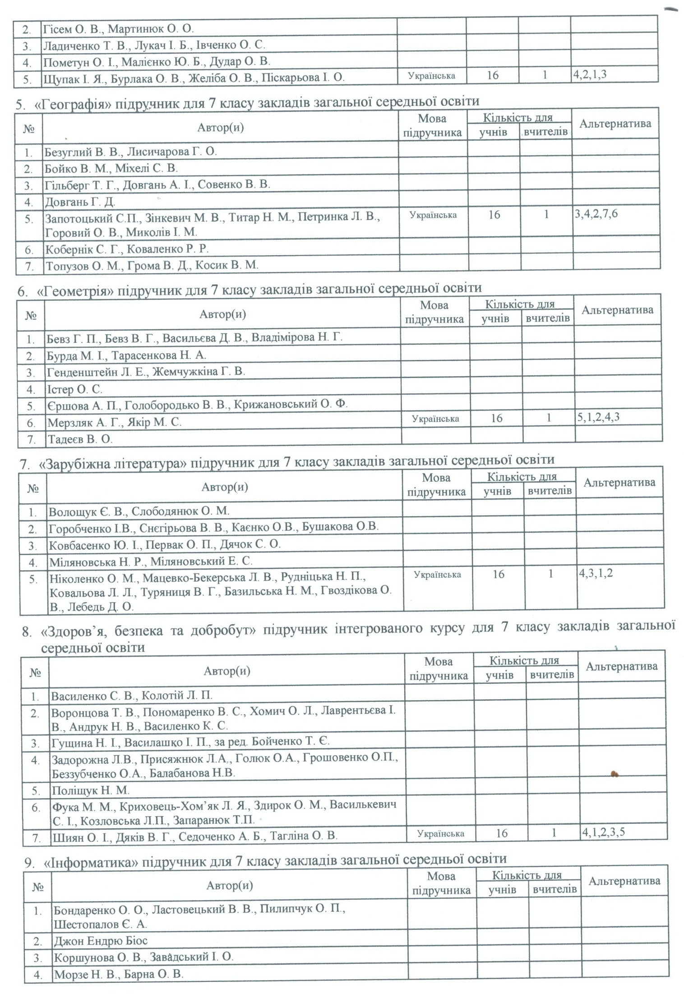 2. Гісем О. В., Мартинюк О. О.
3. Ладиченко Т. В., Лукач І. Б., Івченко О. С.
4. Пометун О. І., Малієнко Ю. Б., Дудар О. В.
5. Щупак І. Я., Бурлака О. В., Желіба О. В., Піскарьова І. О. Українська 16 1 4,2,1,3
5. «Географія» підручник для 7 класу закладів загальної середньої освіти
№ Автор(и) Мова підручника Кількість для учнів вчителів Альтернатива
1. Безуглий В. В., Лисичарова Г. О.
2. Бойко В. М., Міхелі С. В.
3. Гільберг Т. Г., Довгань А. І., Совенко В. В.
4. Довгань Г. Д.
5. Запотоцький С.П., Зінкевич М. В., Титар Н. М., Петринка Л. В., Українська 16 1 3,4,2,7,6
Горовий О. В., Миколів І. М.
6. Кобернік С. Г., Коваленко Р. Р.
7. Топузов О. М., Грома В. Д., Косик В. М.
6. «Геометрія» підручник для 7 класу закладів загальної середньої освіти
№ Автор(и) Мова підручника Кількість для учнів вчителів Альтернатива
1. Бевз Г. П., Бевз В. Г., Васильєва Д. В., Владімірова Н. Г.
2. Бурда М. І., Тарасенкова Н. А.
3. Генденштейн Л. Е., Жемчужкіна Г. В.
4. Істер О. С.
5. Єршова А. П., Голобородько В. В., Крижановський О. Ф.
6. Мерзляк А. Г., Якір М. С. Українська 16 1 5,1,2,4,3
7. Тадеєв В. О.
7. «Зарубіжна література» підручник для 7 класу закладів загальної середньої освіти
№ Автор(и) Мова підручника Кількість для учнів вчителів Альтернатива
1. Волощук Є. В., Слободянюк О. М.
2. Горобченко І.В., Снєгірьова В. В., Каєнко О.В., Бушакова О.В.
3. Ковбасенко Ю. І., Первак О. П., Дячок С. О.
4. Міляновська Н. Р., Міляновський Е. С.
5. Ніколенко О. М., Мацевко-Бекерська Л. В., Рудніцька Н. П., Українська 16 1 4,3,1,2
Ковальова Л. Л., Туряниця В. Г., Базильська Н. М., Гвоздікова О.
В., Лебедь Д. О.
8. «Здоров’я, безпека та добробут» підручник інтегрованого курсу для 7 класу закладів загальної
середньої освіти
№ Автор(и) Мова підручника Кількість для учнів вчителів Альтернатива
1. Василенко С. В., Колотій Л. П.
2. Воронцова Т. В., Пономаренко В. С., Хомич О. Л., Лаврентьєва І.
В., Андрук Н. В., Василенко К. С.
3. Гущина Н. І., Василашко І. П., за ред. Бойченко Т. Є.
4. Задорожна Л.В., Присяжнюк Л.А., Голюк О.А., Грошовенко О.П.,
Беззубченко О.А., Балабанова Н.В.
5. Поліщук Н. М.
6. Фука М. М., Криховець-Хом’як Л. Я., Здирок О. М., Василькевич
С. І., Козловська Л.П., Запаранюк Т.П.
7. Шиян О. І., Дяків В. Г., Седоченко А. Б., Тагліна О. В. Українська 16 1 4,1,2,3,5
9. «Інформатика» підручник для 7 класу закладів загальної середньої освіти
№ Автор(и) Мова підручника Кількість для учнів вчителів Альтернатива
1. Бондаренко О. О., Ластовецький В. В., Пилипчук О. П.,
Шестопалов Є. А.
2. Джон Ендрю Біос
3. Коршунова О. В., Завадський І. О.
4. Морзе Н. В., Барна О. В.